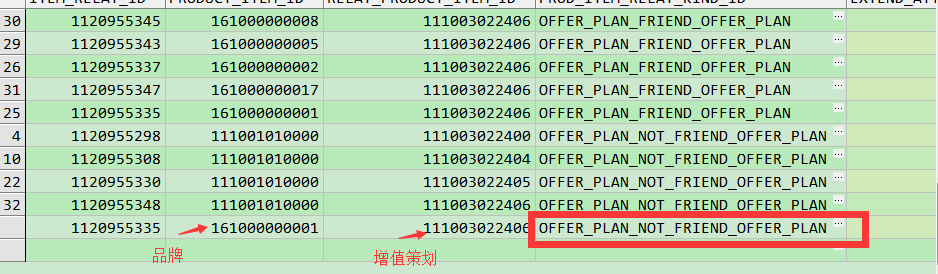 ITEM_RELAT_ID PRODUCT_ITEM_ID RELAT_PRODUCT_ITEM_ID PROD_ITEM_RELAT_KIND_ID
30 1120955345 161000000008 111003022406 OFFER_PLAN_FRIEND_OFFER_PLAN ...
29 1120955343 161000000005 111003022406 OFFER_PLAN_FRIEND_OFFER_PLAN ...
26 1120955337 161000000002 111003022406 OFFER_PLAN_FRIEND_OFFER_PLAN ...
31 1120955347 161000000017 111003022406 OFFER_PLAN_FRIEND_OFFER_PLAN ...
25 1120955335 161000000001 111003022406 OFFER_PLAN_FRIEND_OFFER_PLAN ...
4 1120955298 111001010000 111003022400 OFFER_PLAN_NOT_FRIEND_OFFER_PLAN ...
10 1120955308 111001010000 111003022404 OFFER_PLAN_NOT_FRIEND_OFFER_PLAN ...
22 1120955330 111001010000 111003022405 OFFER_PLAN_NOT_FRIEND_OFFER_PLAN ...
32 1120955348 111001010000 111003022406 OFFER_PLAN_NOT_FRIEND_OFFER_PLAN ...
1120955335 161000000001 111003022406 OFFER_PLAN_NOT_FRIEND_OFFER_PLAN ...
品牌 增值策划